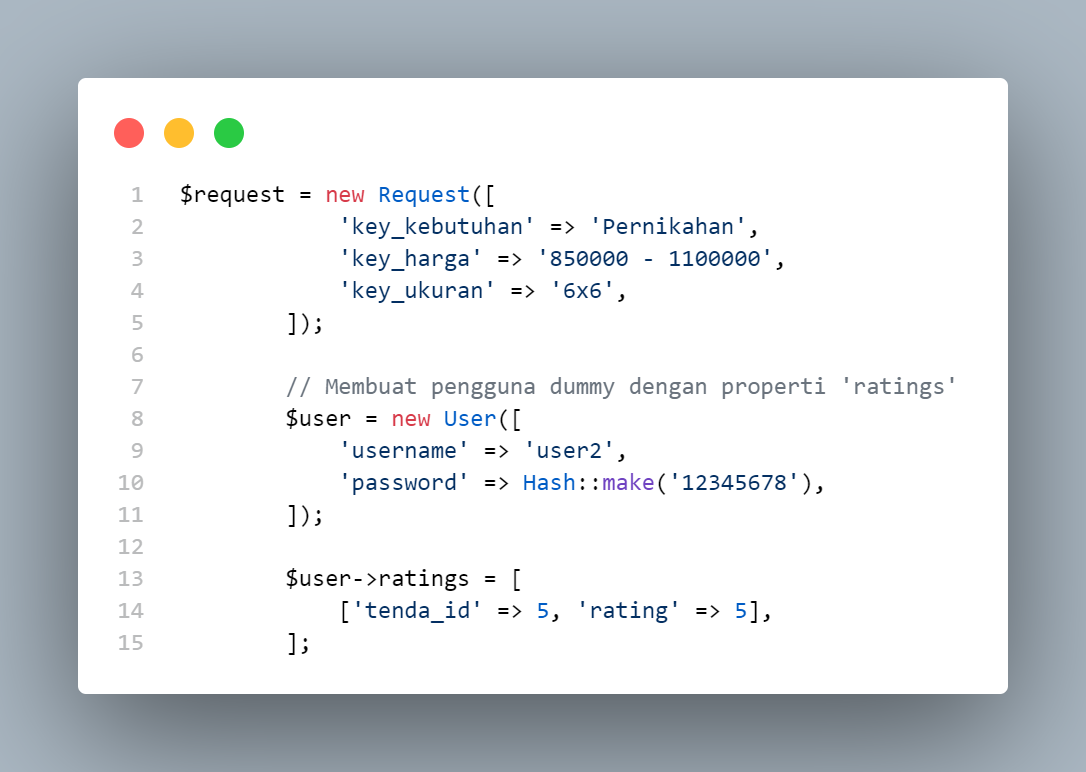 1 $request = new Request([
2 'key_kebutuhan' => 'Pernikahan',
3 'key_harga' => '850000 - 1100000',
4 'key_ukuran' => '6x6',
5 ]);
6
7 // Membuat pengguna dummy dengan properti 'ratings'
8 $user = new User([
9 'username' => 'user2',
10 'password' => Hash::make('12345678'),
11 ]);
12
13 $user->ratings = [
14 ['tenda_id' => 5, 'rating' => 5],
15 ];